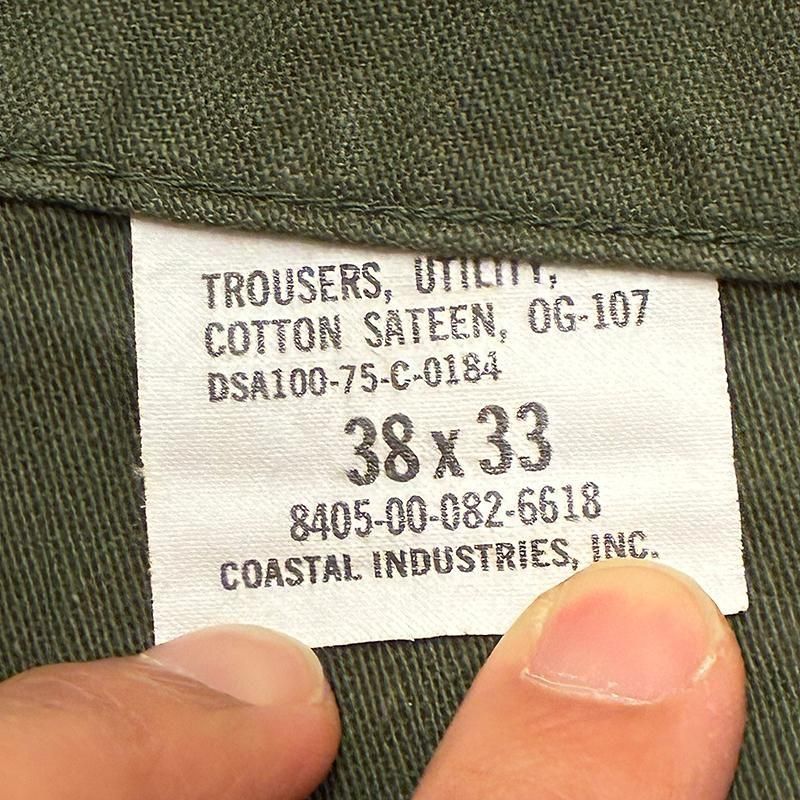 TROUSERS, UTILITY,
COTTON SATEEN, OG-107
DSA100-75-C-0184
38 x 33
8405-00-082-6618
COASTAL INDUSTRIES, INC.